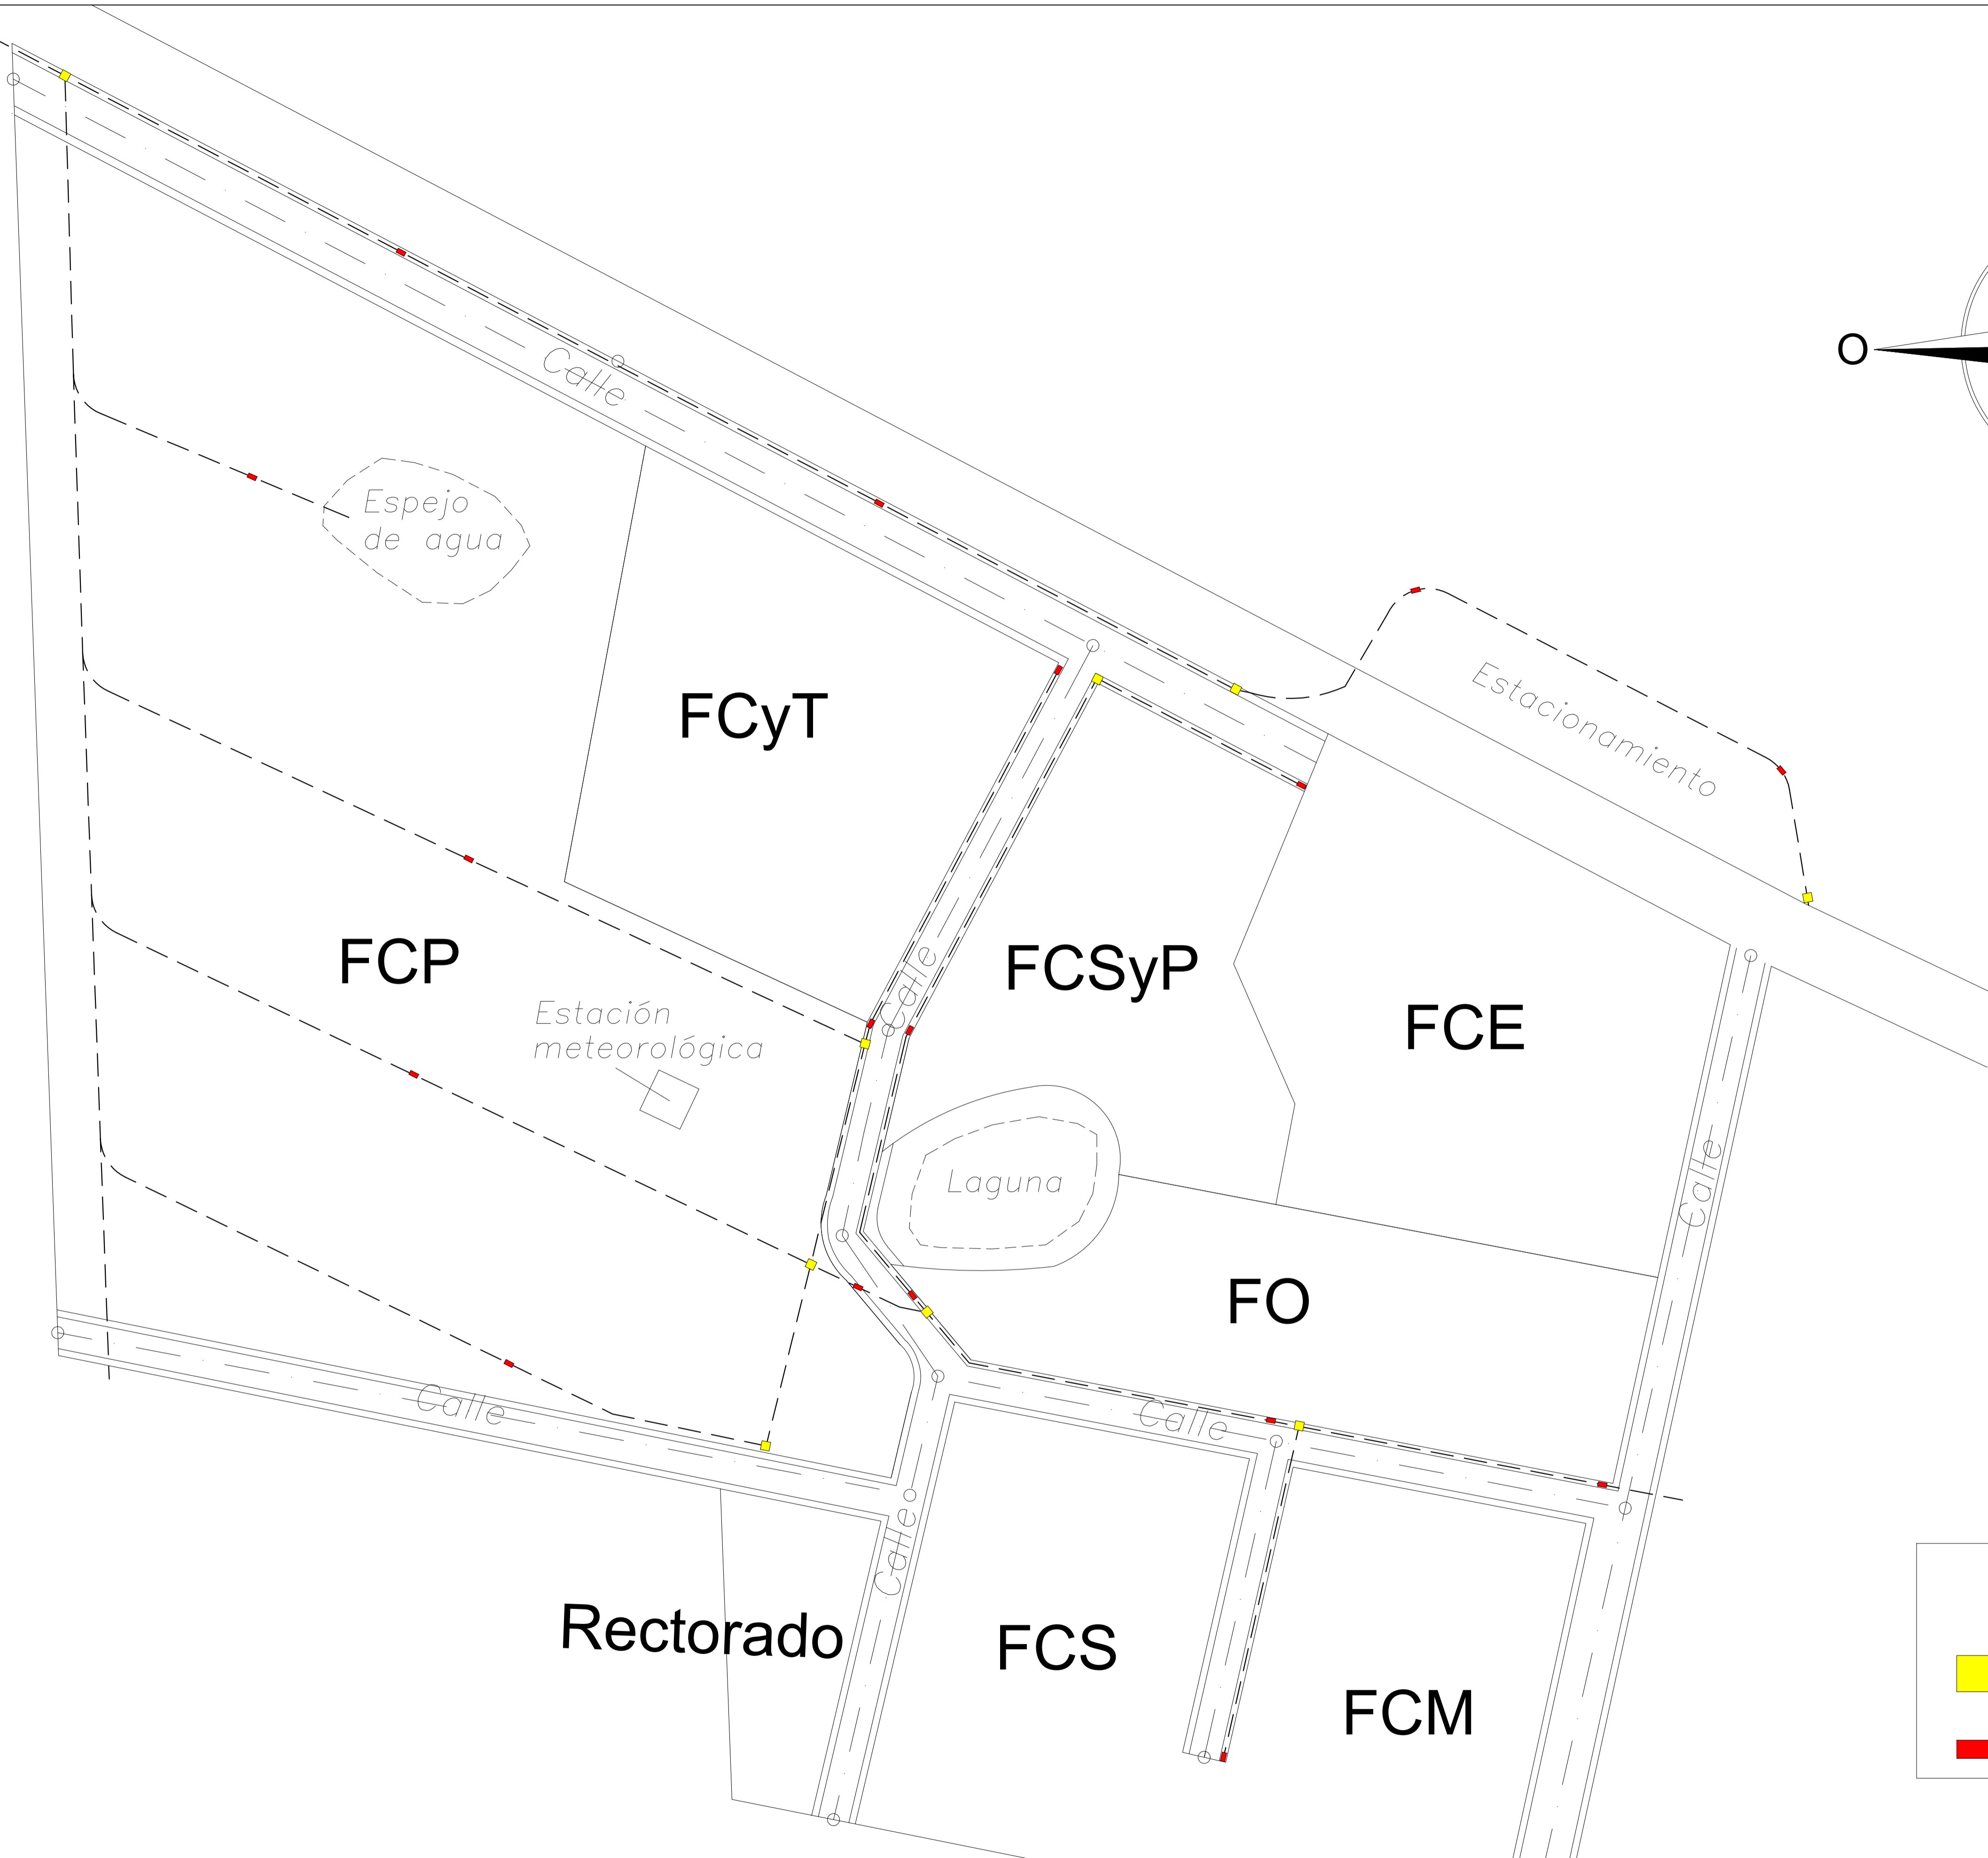 O
Calle
Espejo
de agua
FCyT
Estacionamiento
FCP
Calle
FCSyP
FCE
Estación
meteorológica
Calle
Laguna
FO
Calle
Calle
Calle
Rectorado
FCS
FCM